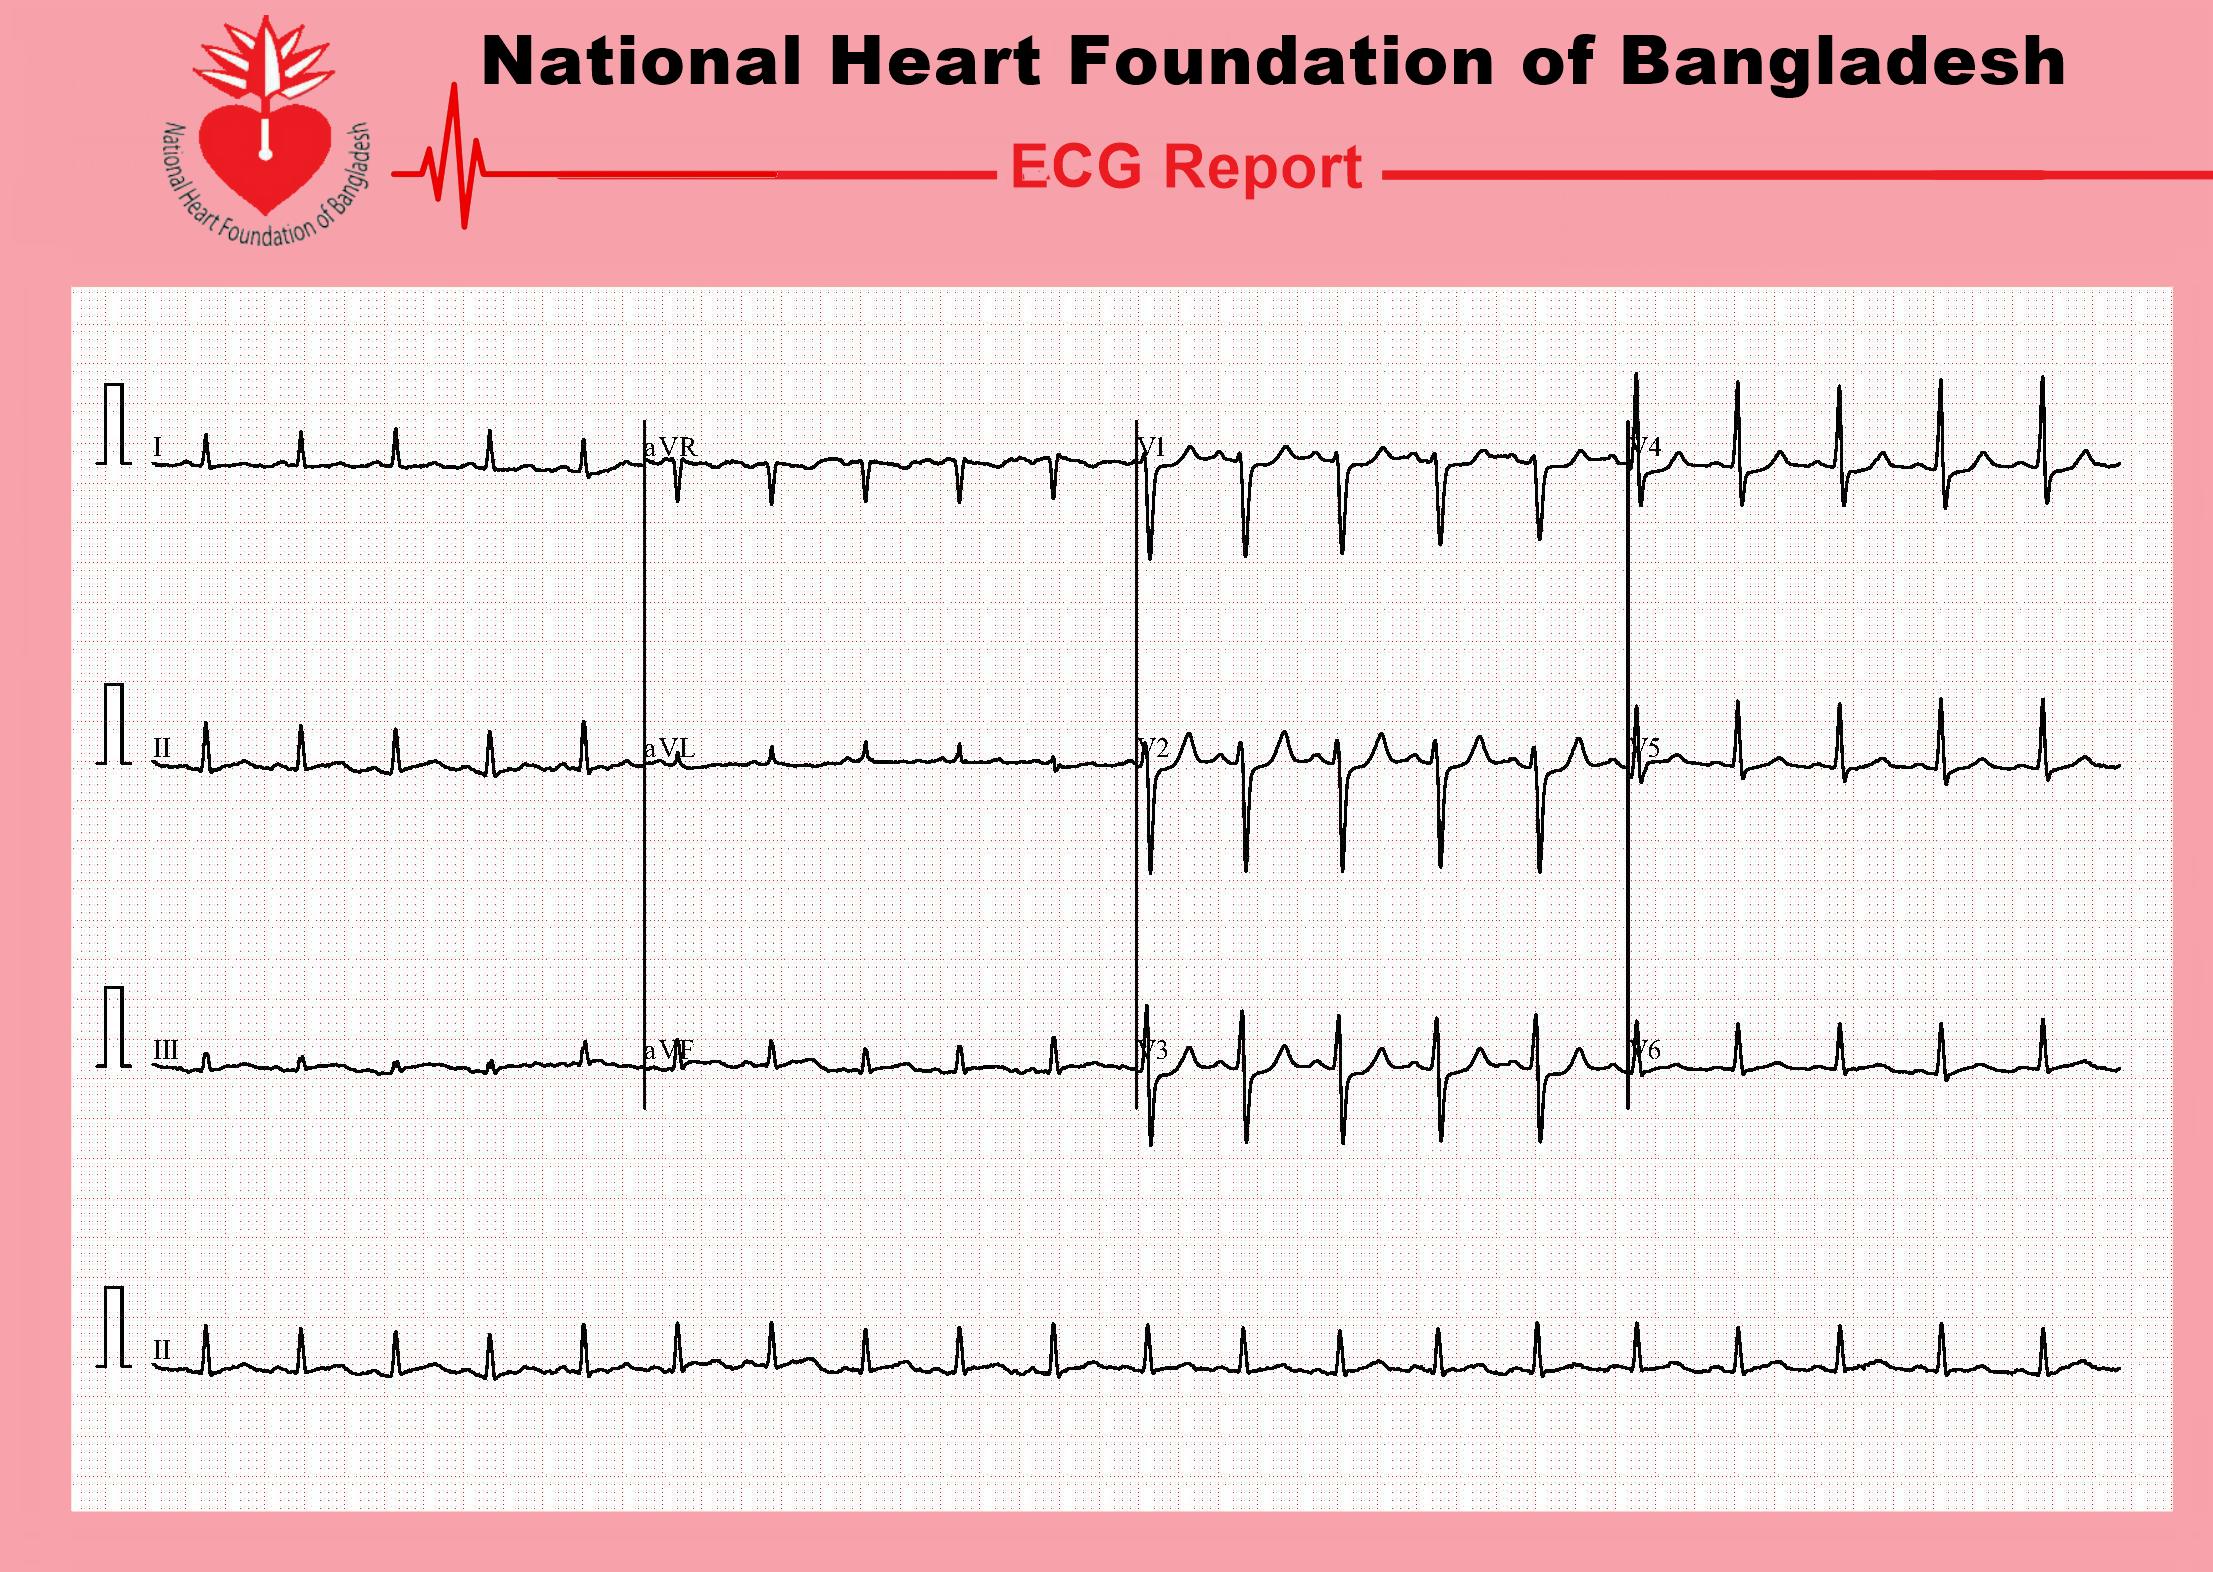 National Heart Foundation of Bangladesh
National Heart Foundation of Bangladesh
ECG Report
I aVR V1 V4
II aVL V2 V5
III aVF V3 V6
II